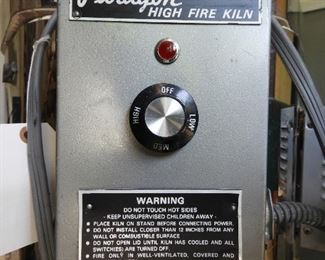 Paragon
HIGH FIRE KILN
OFF
LOW
MED
HIGH
WARNING
DO NOT TOUCH HOT SIDES
- KEEP UNSUPERVISED CHILDREN AWAY -
● PLACE KILN ON STAND BEFORE CONNECTING POWER.
● DO NOT INSTALL CLOSER THAN 12 INCHES FROM ANY
WALL OR COMBUSTIBLE SURFACE
● DO NOT OPEN LID UNTIL KILN HAS COOLED AND ALL
SWITCH(ES) ARE TURNED OFF.
● FIRE ONLY IN WELL-VENTILATED, COVERED AND